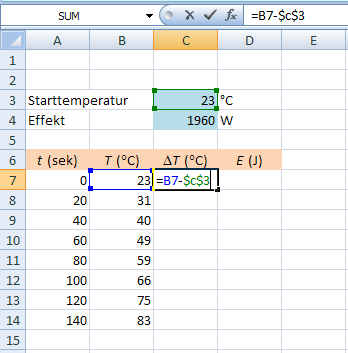 SUM fx =B7-$c$3
A B C D E
1
2
3 Starttemperatur 23 °C
4 Effekt 1960 W
5
6 t (sek) T (°C) ΔT (°C) E (J)
7 0 23 =B7-$c$3
8 20 31
9 40 40
10 60 49
11 80 59
12 100 66
13 120 75
14 140 83
15